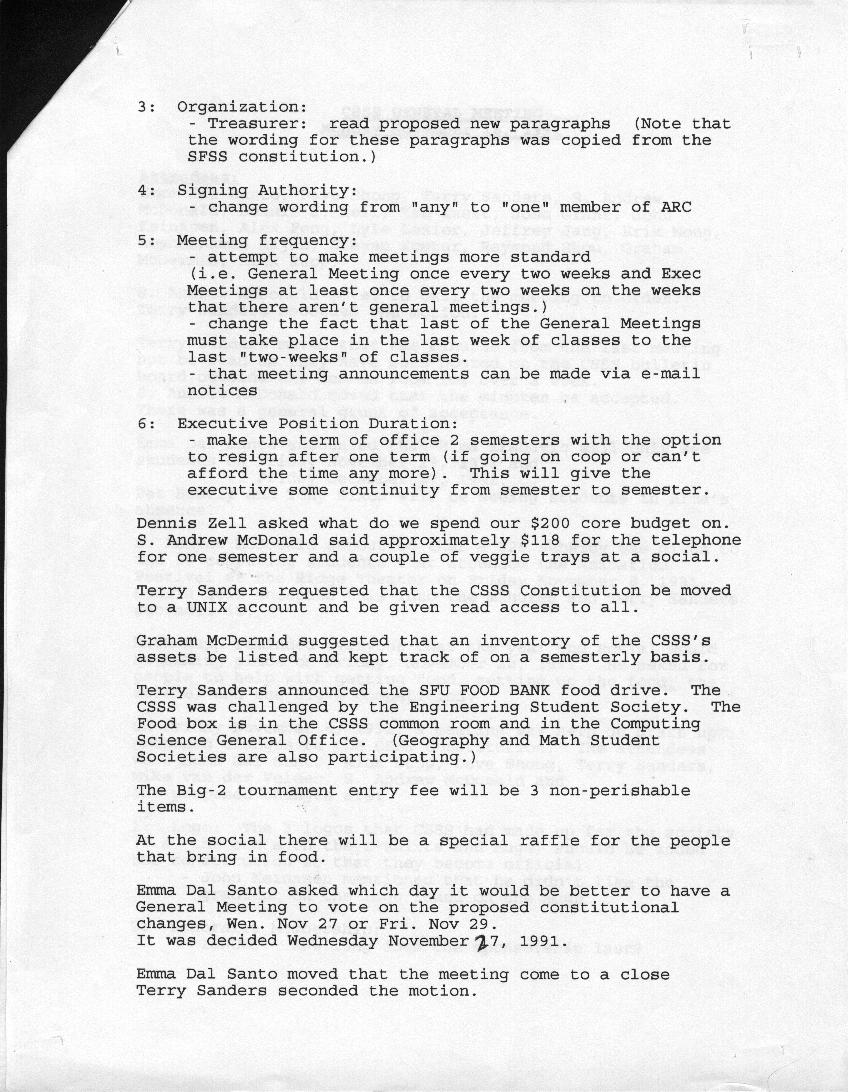 3:  Organization:
- Treasurer:  read proposed new paragraphs  (Note that
the wording for these paragraphs was copied from the
SFSS constitution.)
4:  Signing Authority:
- change wording from "any" to "one" member of ARC
5:  Meeting frequency:
- attempt to make meetings more standard
(i.e. General Meeting once every two weeks and Exec
Meetings at least once every two weeks on the weeks
that there aren't general meetings.)
- change the fact that last of the General Meetings
must take place in the last week of classes to the
last "two-weeks" of classes.
- that meeting announcements can be made via e-mail
notices
6:  Executive Position Duration:
- make the term of office 2 semesters with the option
to resign after one term (if going on coop or can't
afford the time any more).  This will give the
executive some continuity from semester to semester.
Dennis Zell asked what do we spend our $200 core budget on.
S. Andrew McDonald said approximately $118 for the telephone
for one semester and a couple of veggie trays at a social.
Terry Sanders requested that the CSSS Constitution be moved
to a UNIX account and be given read access to all.
Graham McDermid suggested that an inventory of the CSSS's
assets be listed and kept track of on a semesterly basis.
Terry Sanders announced the SFU FOOD BANK food drive.  The
CSSS was challenged by the Engineering Student Society.  The
Food box is in the CSSS common room and in the Computing
Science General Office.  (Geography and Math Student
Societies are also participating.)
The Big-2 tournament entry fee will be 3 non-perishable
items.
At the social there will be a special raffle for the people
that bring in food.
Emma Dal Santo asked which day it would be better to have a
General Meeting to vote on the proposed constitutional
changes, Wen. Nov 27 or Fri. Nov 29.
It was decided Wednesday November 27, 1991.
Emma Dal Santo moved that the meeting come to a close
Terry Sanders seconded the motion.